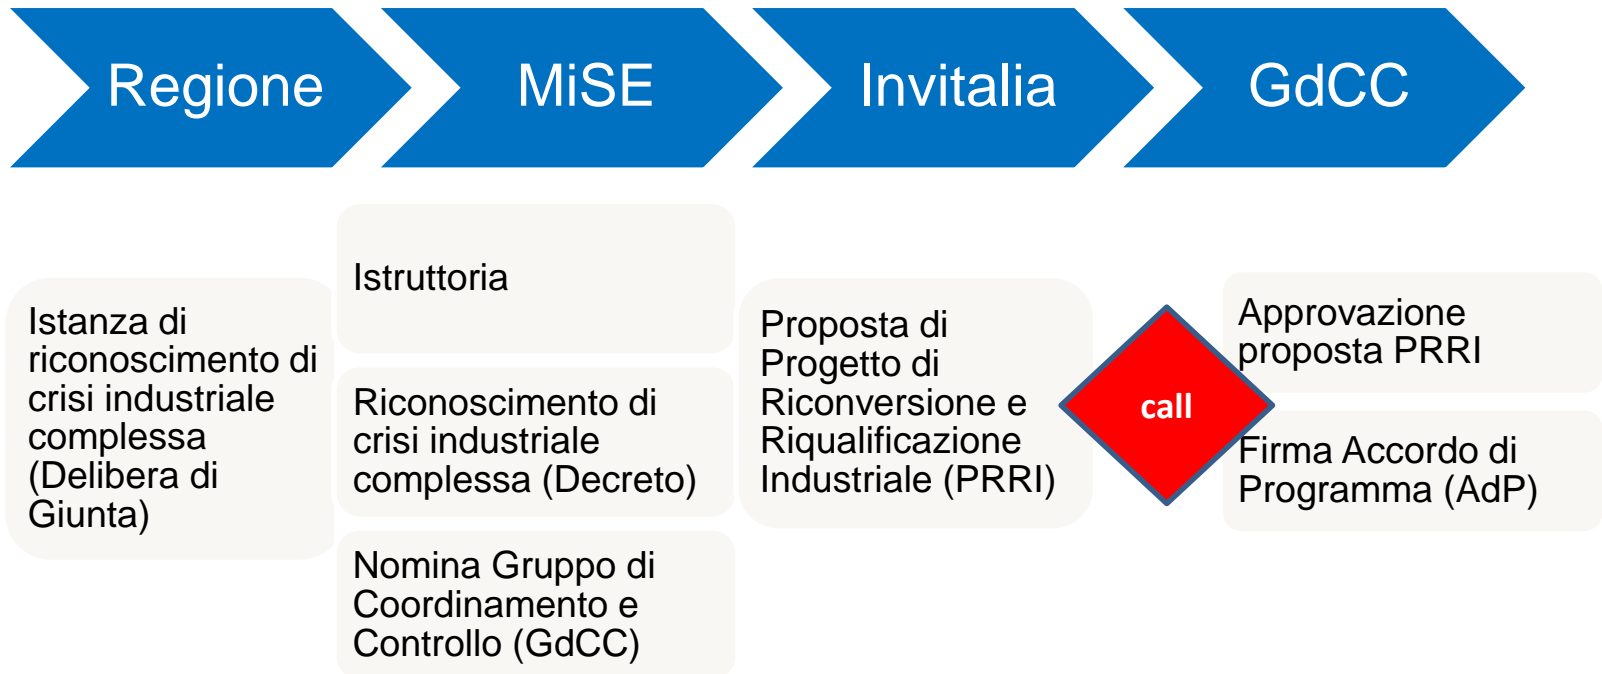 Regione
MiSE
Invitalia
GdCC
Istanza di
riconoscimento di
crisi industriale
complessa
(Delibera di
Giunta)
Istruttoria
Riconoscimento di
crisi industriale
complessa (Decreto)
Nomina Gruppo di
Coordinamento e
Controllo (GdCC)
Proposta di
Progetto di
Riconversione e
Riqualificazione
Industriale (PRRI)
call
Approvazione
proposta PRRI
Firma Accordo di
Programma (AdP)